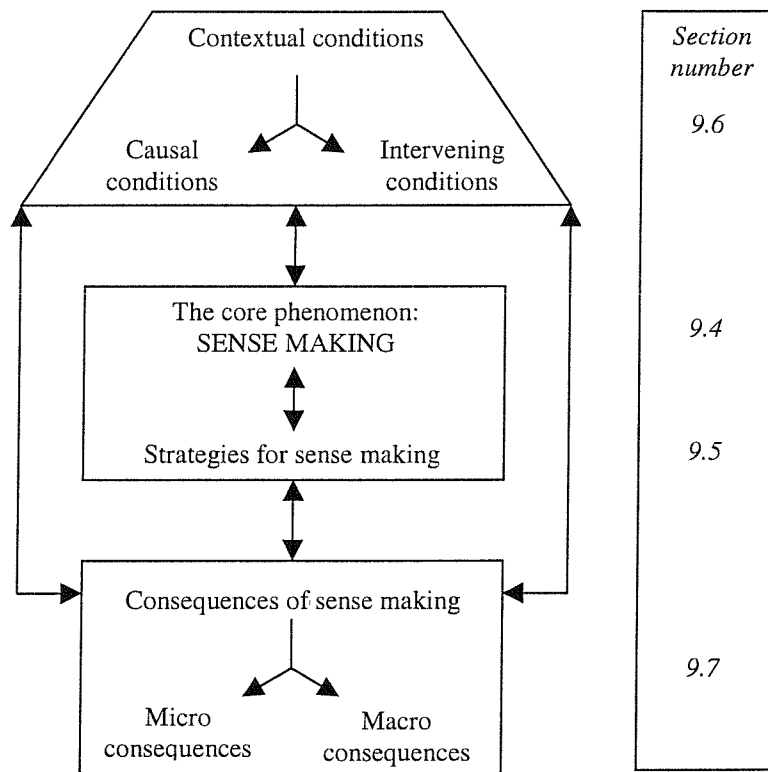 Contextual conditions
Causal
conditions
Intervening
conditions
The core phenomenon:
SENSE MAKING
Strategies for sense making
Consequences of sense making
Micro
consequences
Macro
consequences
Section
number
9.6
9.4
9.5
9.7